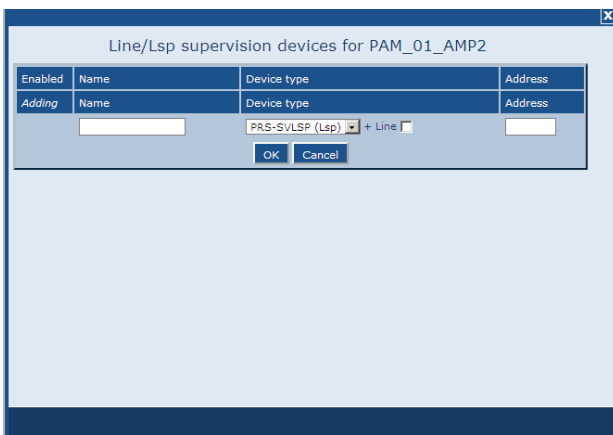 X
Line/Lsp supervision devices for PAM_01_AMP2
Enabled Name Device type Address
Adding Name Device type Address
PRS-SVLSP (Lsp) + Line
OK Cancel